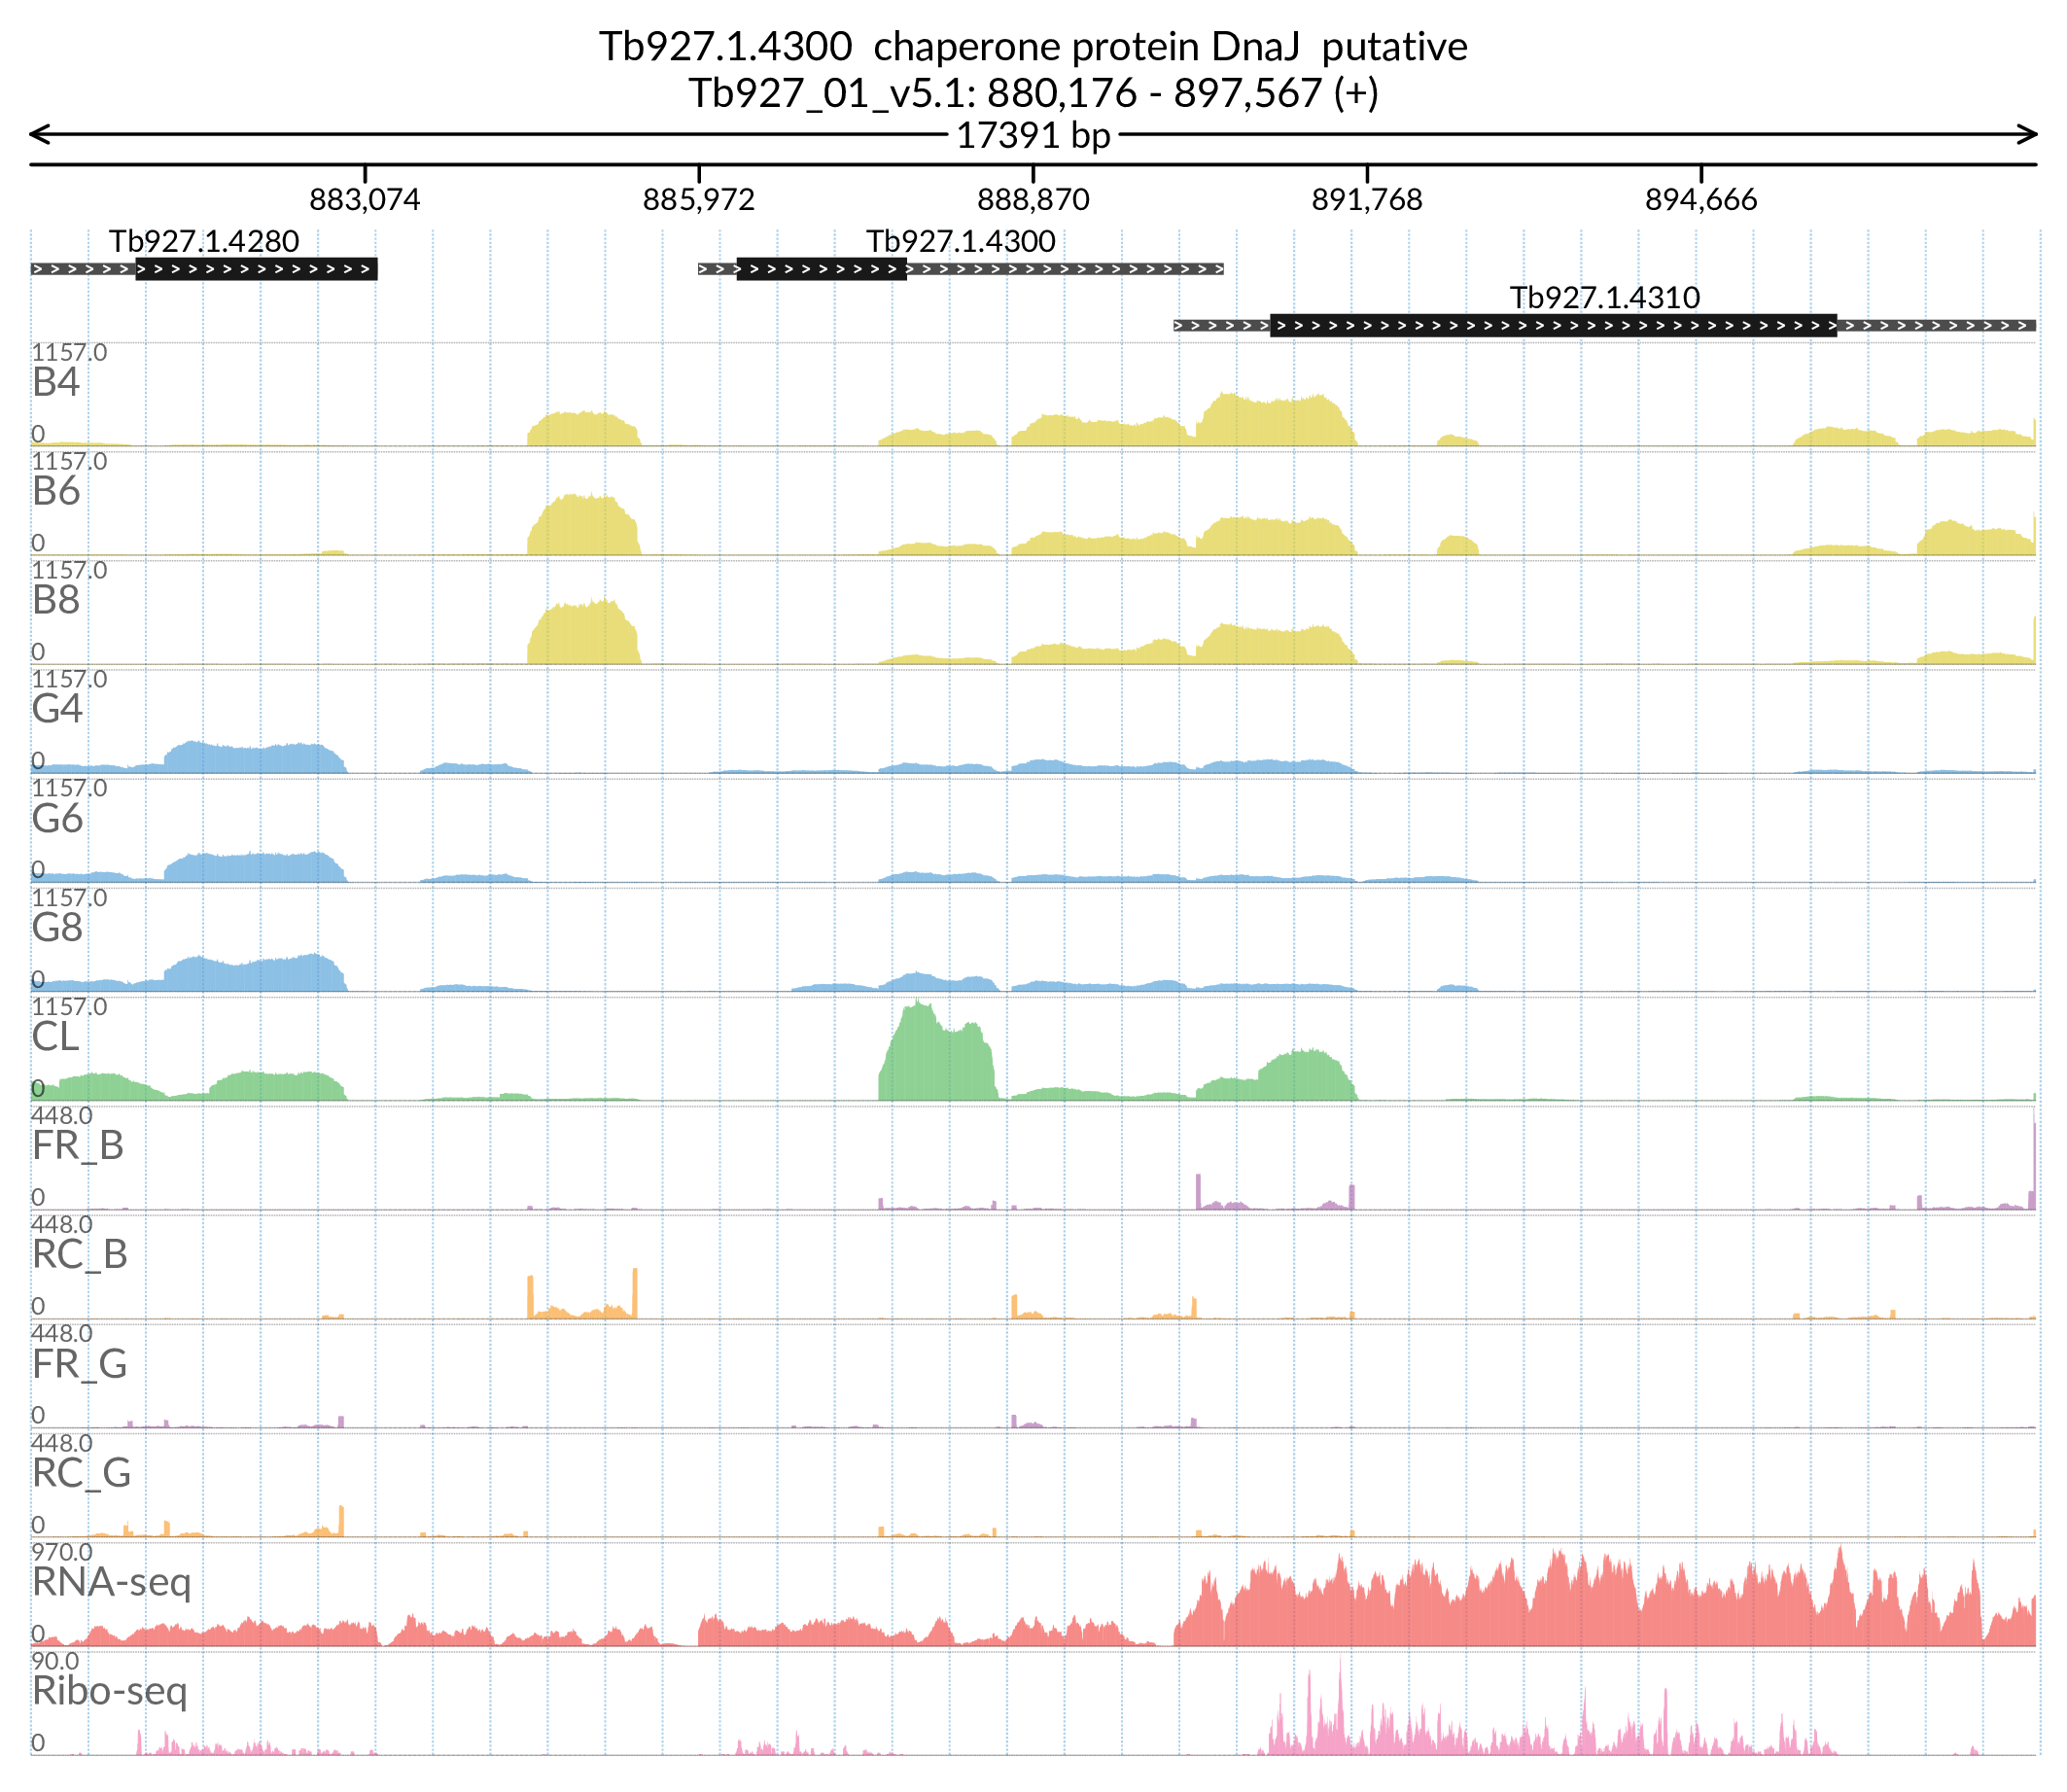 Tb927.1.4300  chaperone protein DnaJ  putative
Tb927_01_v5.1: 880,176 - 897,567 (+)
17391 bp
883,074 885,972 888,870 891,768 894,666
Tb927.1.4280 Tb927.1.4300
Tb927.1.4310
1157.0
B4
0
1157.0
B6
0
1157.0
B8
0
1157.0
G4
0
1157.0
G6
0
1157.0
G8
0
1157.0
CL
0
448.0
FR_B
0
448.0
RC_B
0
448.0
FR_G
0
448.0
RC_G
0
970.0
RNA-seq
0
90.0
Ribo-seq
0